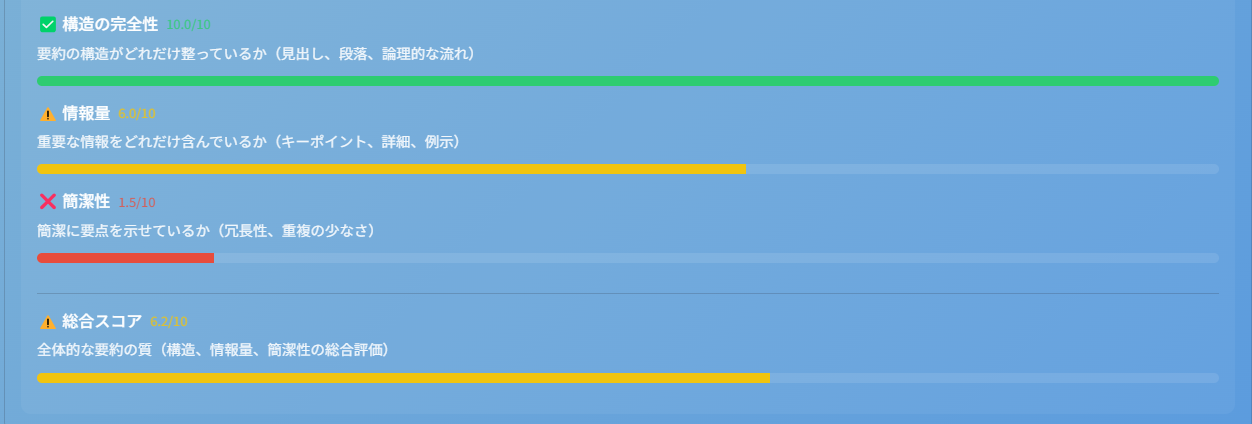 ✅ 構造の完全性 10.0/10
要約の構造がどれだけ整っているか（見出し、段落、論理的な流れ）
⚠️ 情報量 6.0/10
重要な情報をどれだけ含んでいるか（キーポイント、詳細、例示）
❌ 簡潔性 1.5/10
簡潔に要点を示せているか（冗長性、重複の少なさ）
⚠️ 総合スコア 6.2/10
全体的な要約の質（構造、情報量、簡潔性の総合評価）